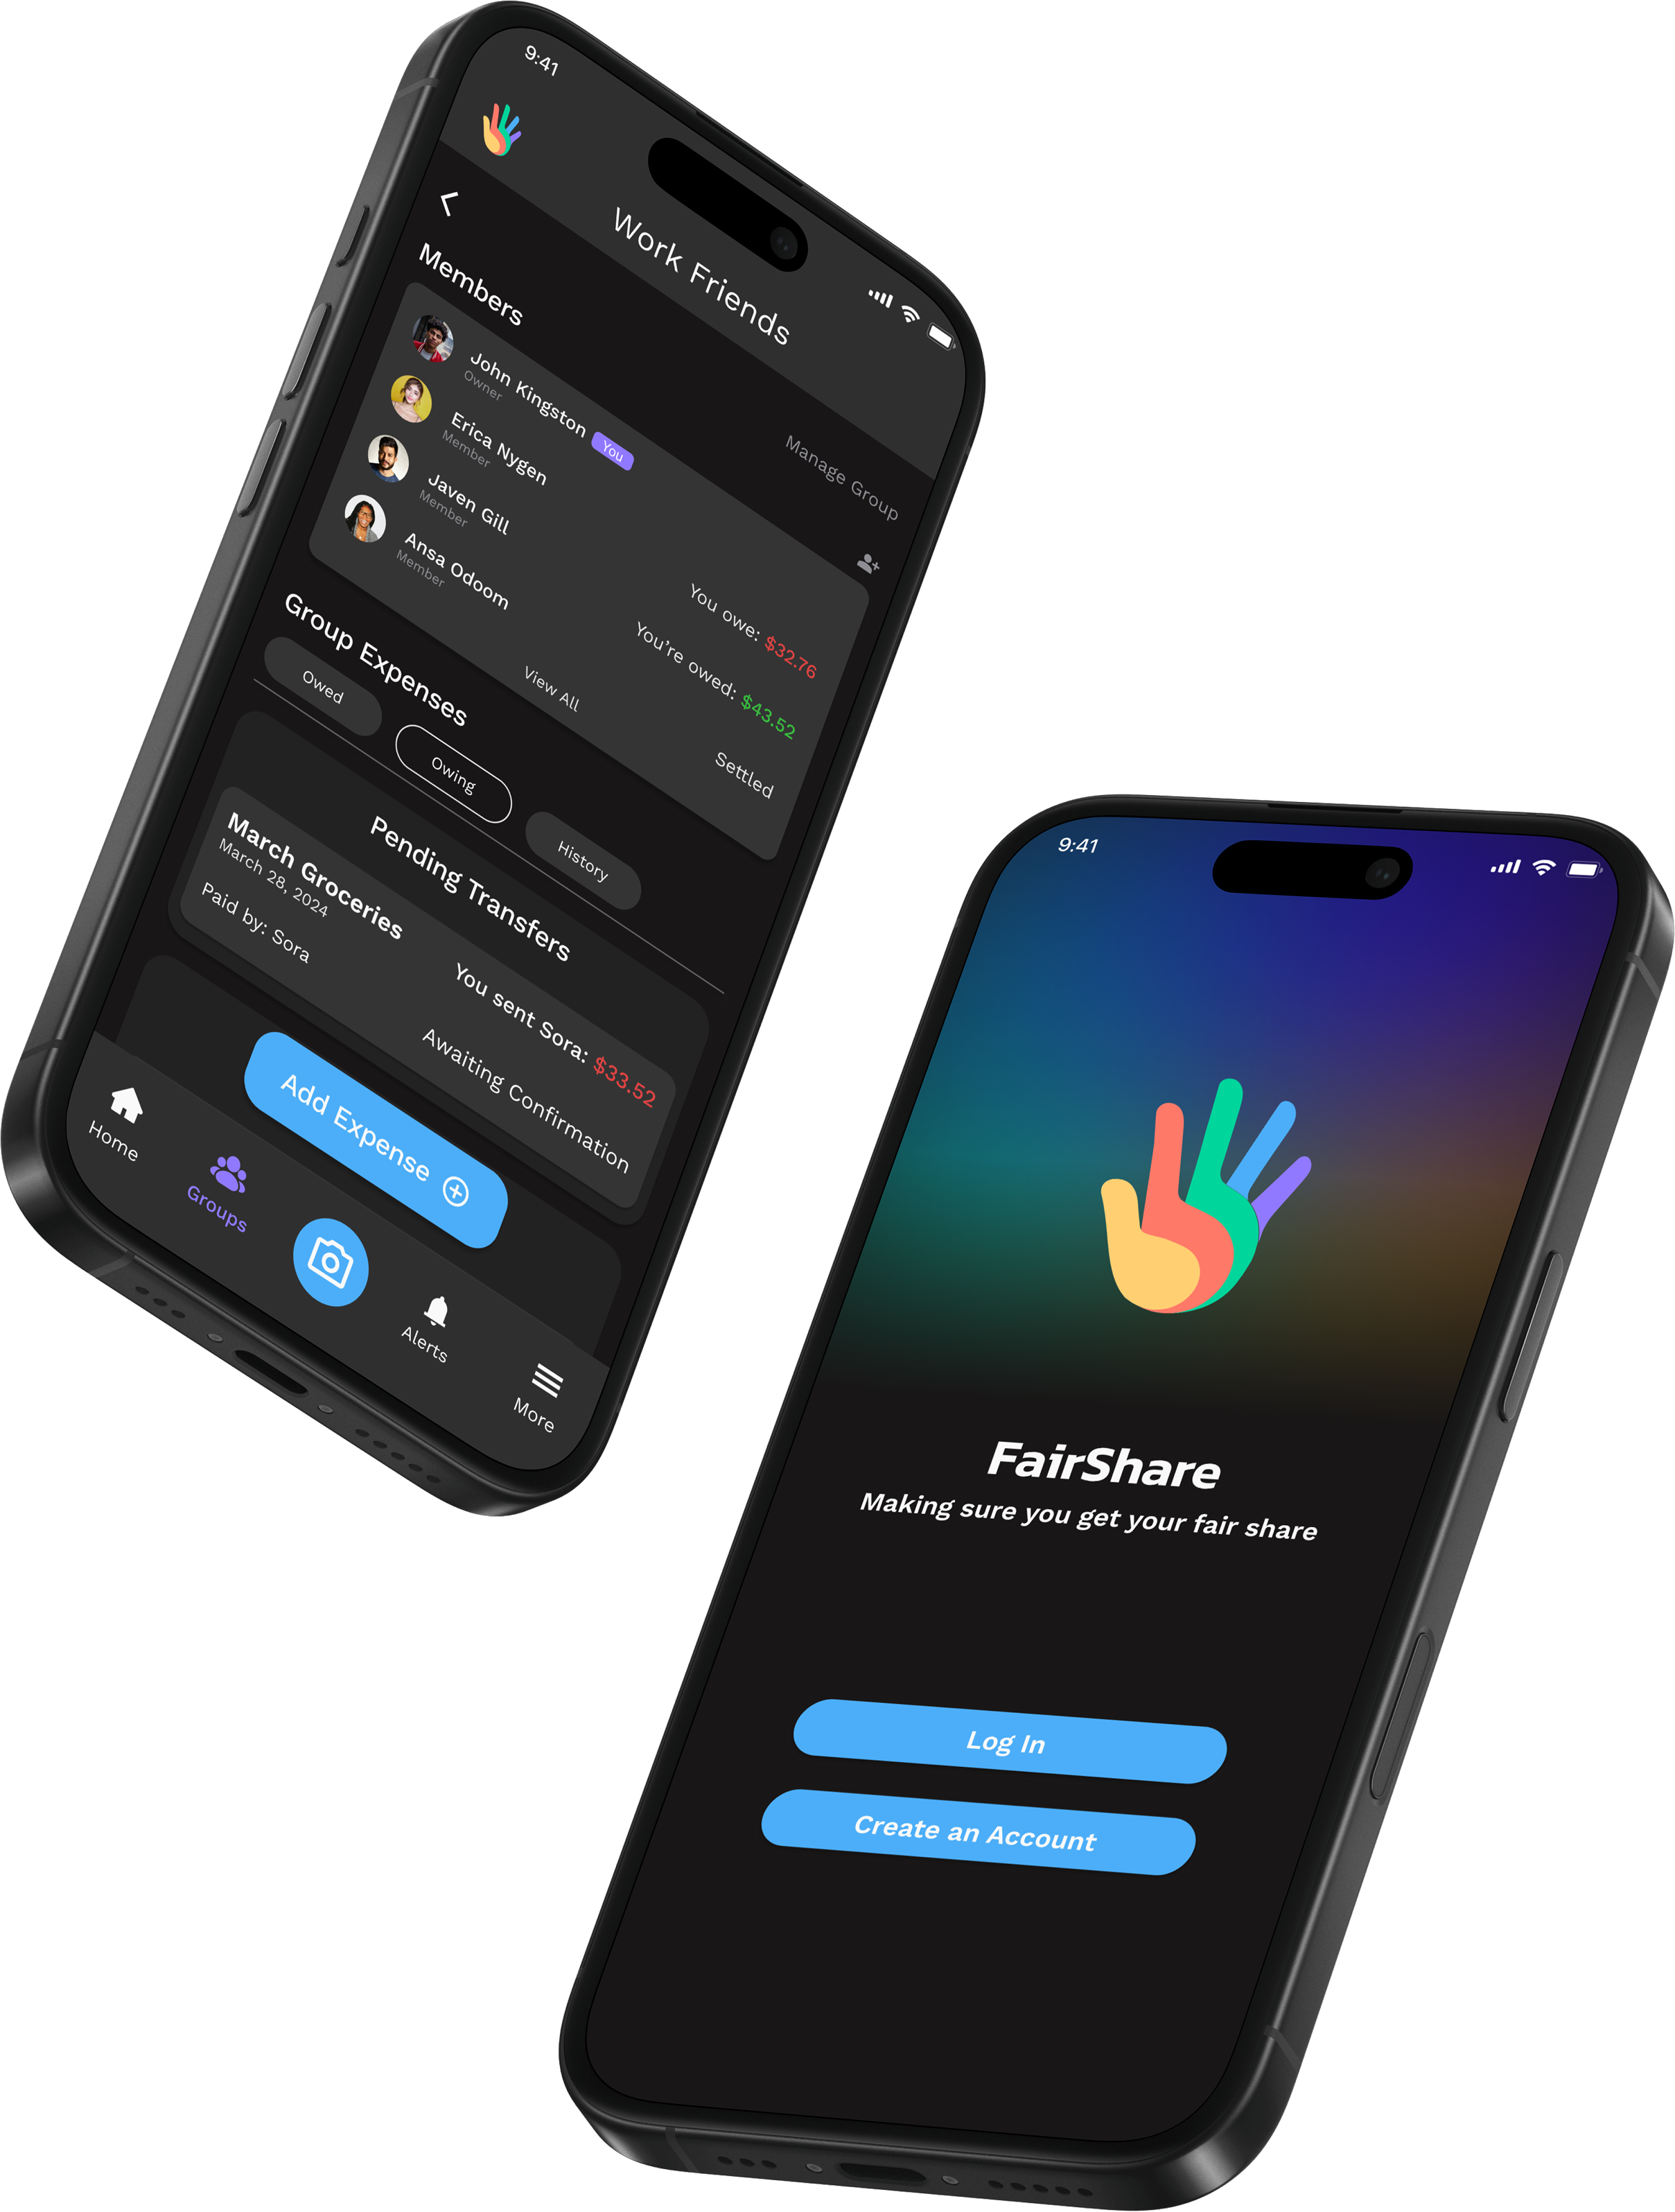 9:41
Work Friends
Manage Group
Members
John Kingston You
Owner
Erica Nygen
Member
You owe: $32.76
Javen Gill
Member
You're owed: $43.52
Ansa Odoom
Member
Settled
View All
Group Expenses
Owed
Owing
History
Pending Transfers
March Groceries
March 28, 2024
Paid by: Sora
You sent Sora: $33.52
Awaiting Confirmation
Add Expense
Home
Groups
Alerts
More
9:41
FairShare
Making sure you get your fair share
Log In
Create an Account